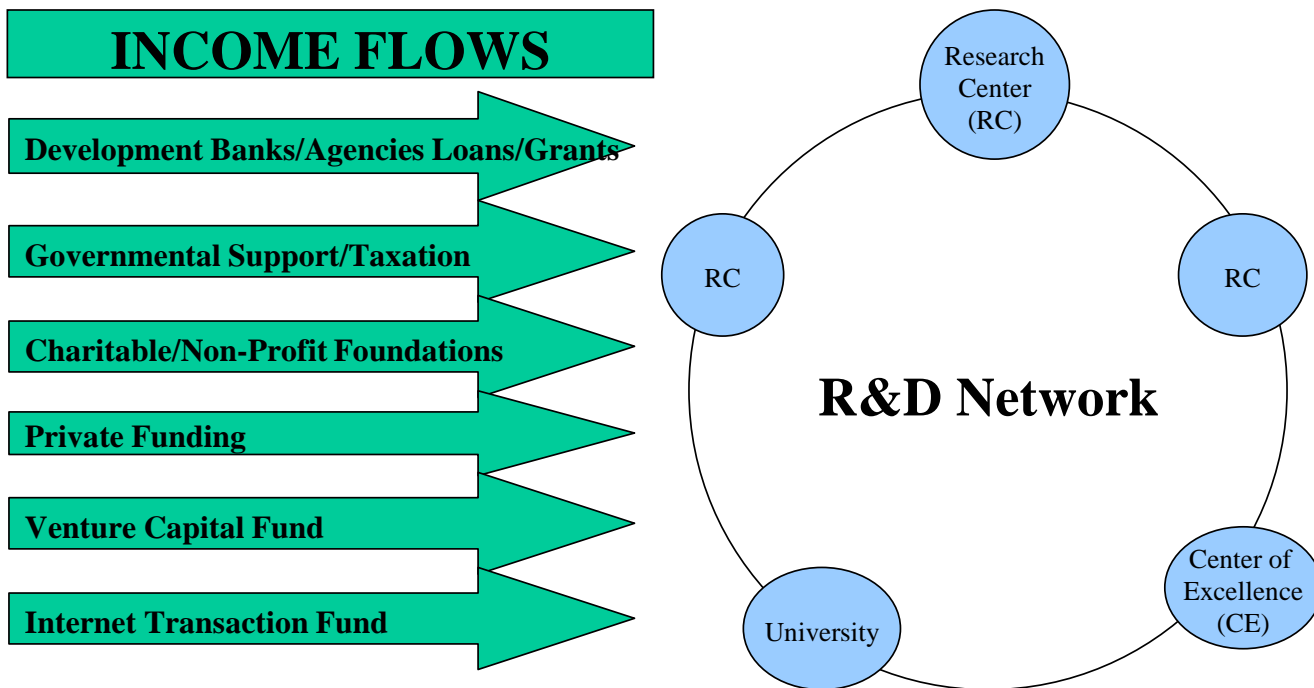 INCOME FLOWS
Development Banks/Agencies Loans/Grants
Governmental Support/Taxation
Charitable/Non-Profit Foundations
Private Funding
Venture Capital Fund
Internet Transaction Fund
Research
Center
(RC)
RC
RC
R&D Network
University
Center of
Excellence
(CE)